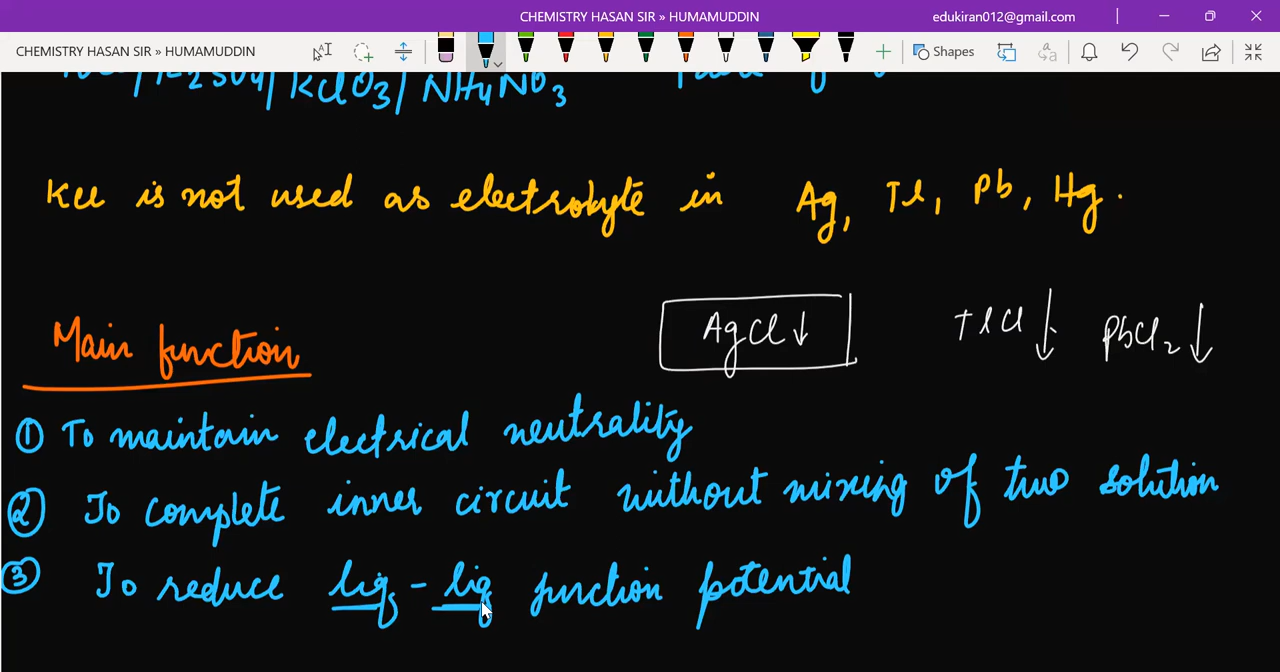 CHEMISTRY HASAN SIR » HUMAMUDDIN edukiran012@gmail.com
CHEMISTRY HASAN SIR » HUMAMUDDIN Shapes
KClO3/ NH4NO3
KCl is not used as electrolyte in Ag, Tl, Pb, Hg.
AgCl↓ TlCl↓ PbCl2↓
Main function
① To maintain electrical neutrality
② To complete inner circuit without mixing of two solution
③ To reduce liq - liq junction potential